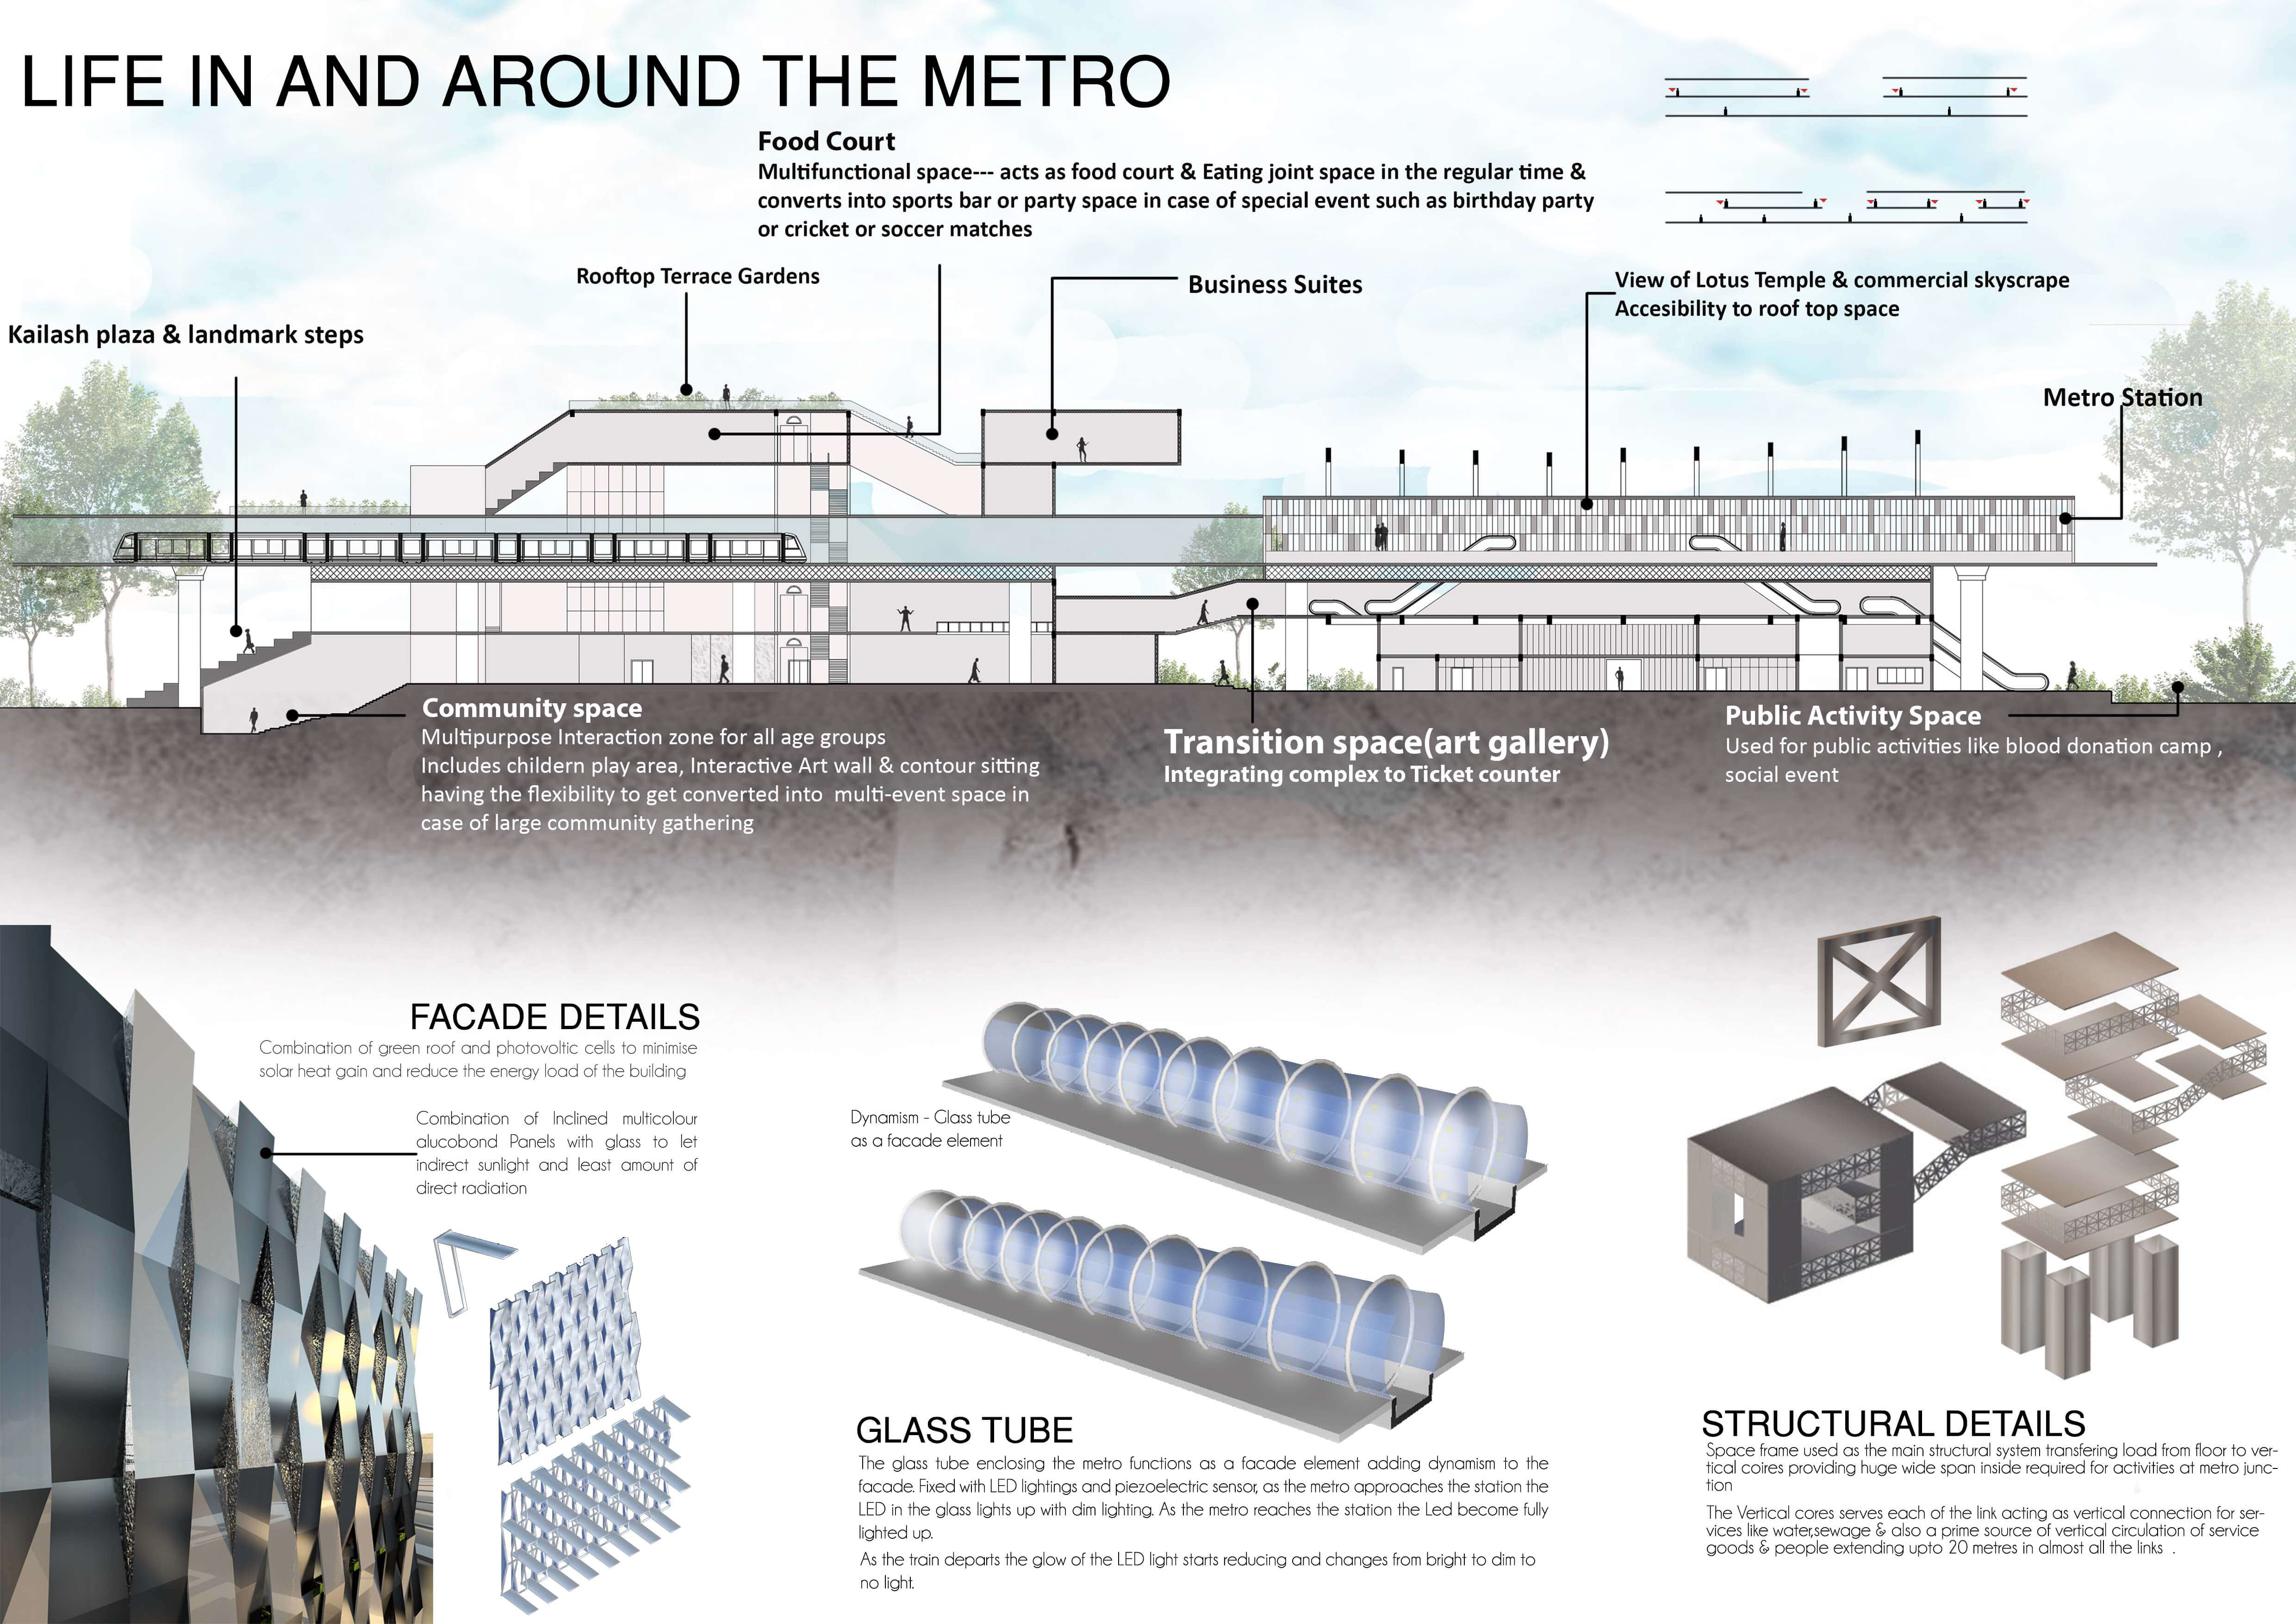 LIFE IN AND AROUND THE METRO
Food Court
Multifunctional space--- acts as food court & Eating joint space in the regular time &
converts into sports bar or party space in case of special event such as birthday party
or cricket or soccer matches
Rooftop Terrace Gardens
Business Suites
View of Lotus Temple & commercial skyscrape
Accesibility to roof top space
Kailash plaza & landmark steps
Metro Station
Community space
Multipurpose Interaction zone for all age groups
Includes childern play area, Interactive Art wall & contour sitting
having the flexibility to get converted into multi-event space in
case of large community gathering
Transition space(art gallery)
Integrating complex to Ticket counter
Public Activity Space
Used for public activities like blood donation camp ,
social event
FACADE DETAILS
Combination of green roof and photovoltic cells to minimise
solar heat gain and reduce the energy load of the building
Combination of Inclined multicolour
alucobond Panels with glass to let
indirect sunlight and least amount of
direct radiation
Dynamism - Glass tube
as a facade element
GLASS TUBE
The glass tube enclosing the metro functions as a facade element adding dynamism to the
facade. Fixed with LED lightings and piezoelectric sensor, as the metro approaches the station the
LED in the glass lights up with dim lighting. As the metro reaches the station the Led become fully
lighted up.
As the train departs the glow of the LED light starts reducing and changes from bright to dim to
no light.
STRUCTURAL DETAILS
Space frame used as the main structural system transfering load from floor to ver-
tical coires providing huge wide span inside required for activities at metro junc-
tion
The Vertical cores serves each of the link acting as vertical connection for ser-
vices like water,sewage & also a prime source of vertical circulation of service
goods & people extending upto 20 metres in almost all the links .